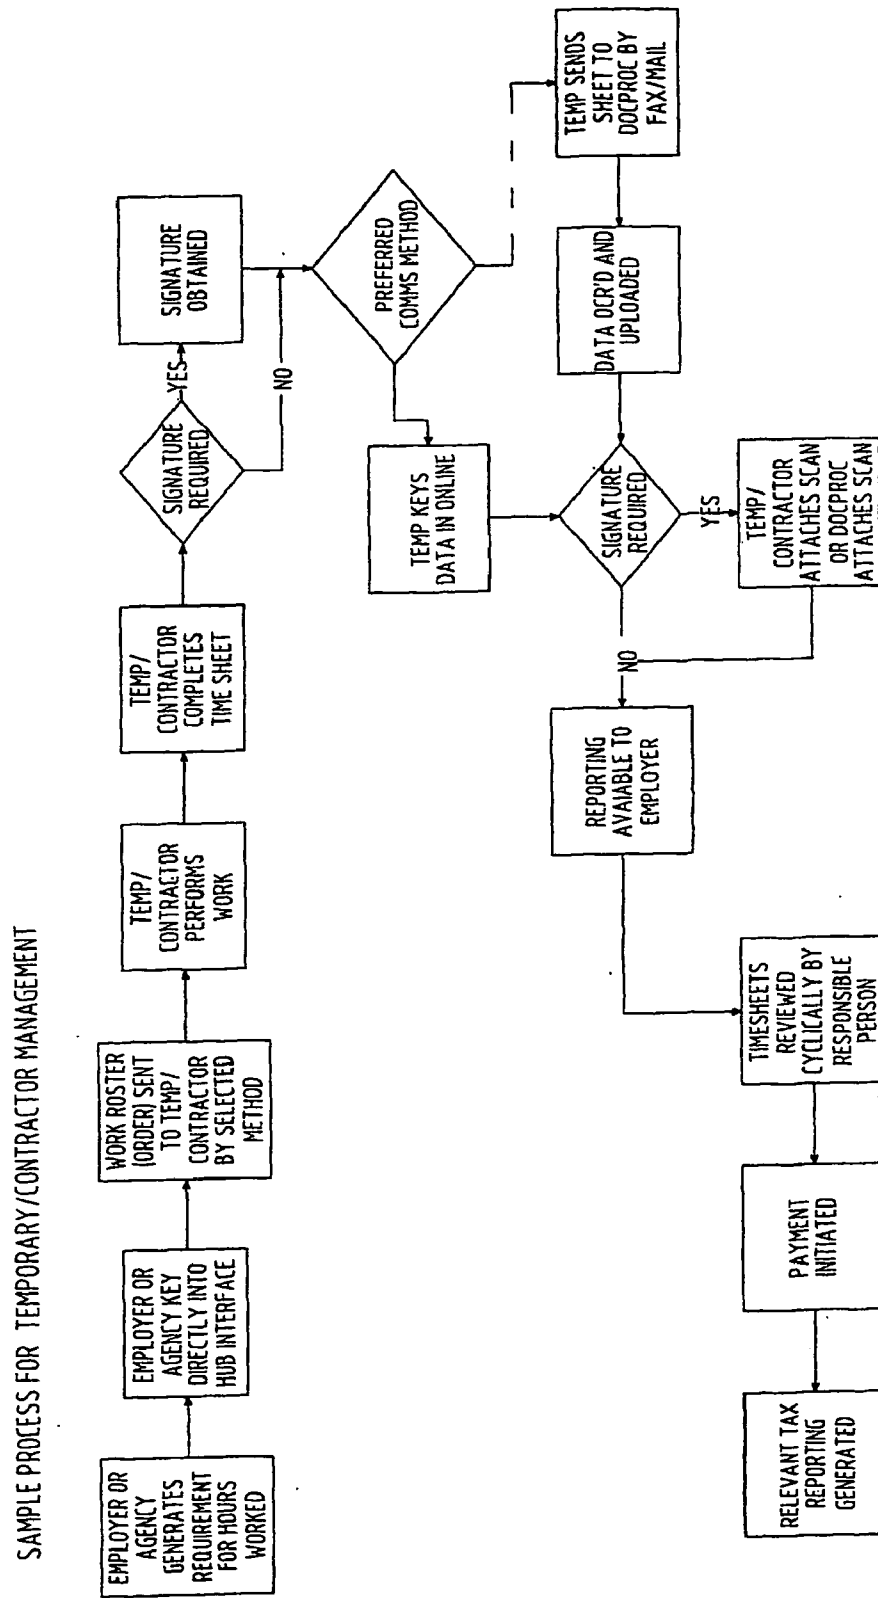 SAMPLE PROCESS FOR TEMPORARY/CONTRACTOR MANAGEMENT
EMPLOYER OR
AGENCY
GENERATES
REQUIREMENT
FOR HOURS
WORKED
EMPLOYER OR
AGENCY KEY
DIRECTLY INTO
HUB INTERFACE
WORK ROSTER
(ORDER) SENT
TO TEMP/
CONTRACTOR
BY SELECTED
METHOD
TEMP/
CONTRACTOR
PERFORMS
WORK
TEMP/
CONTRACTOR
COMPLETES
TIME SHEET
SIGNATURE
REQUIRED
YES
NO
SIGNATURE
OBTAINED
PREFERRED
COMMS METHOD
TEMP KEYS
DATA IN ONLINE
TEMP SENDS
SHEET TO
DOCPROC BY
FAX/MAIL
DATA OCR'D AND
UPLOADED
SIGNATURE
REQUIRED
YES
NO
TEMP/
CONTRACTOR
ATTACHES SCAN
OR DOCPROC
ATTACHES SCAN
REPORTING
AVAIABLE TO
EMPLOYER
TIMESHEETS
REVIEWED
CYCLICALLY BY
RESPONSIBLE
PERSON
PAYMENT
INITIATED
RELEVANT TAX
REPORTING
GENERATED